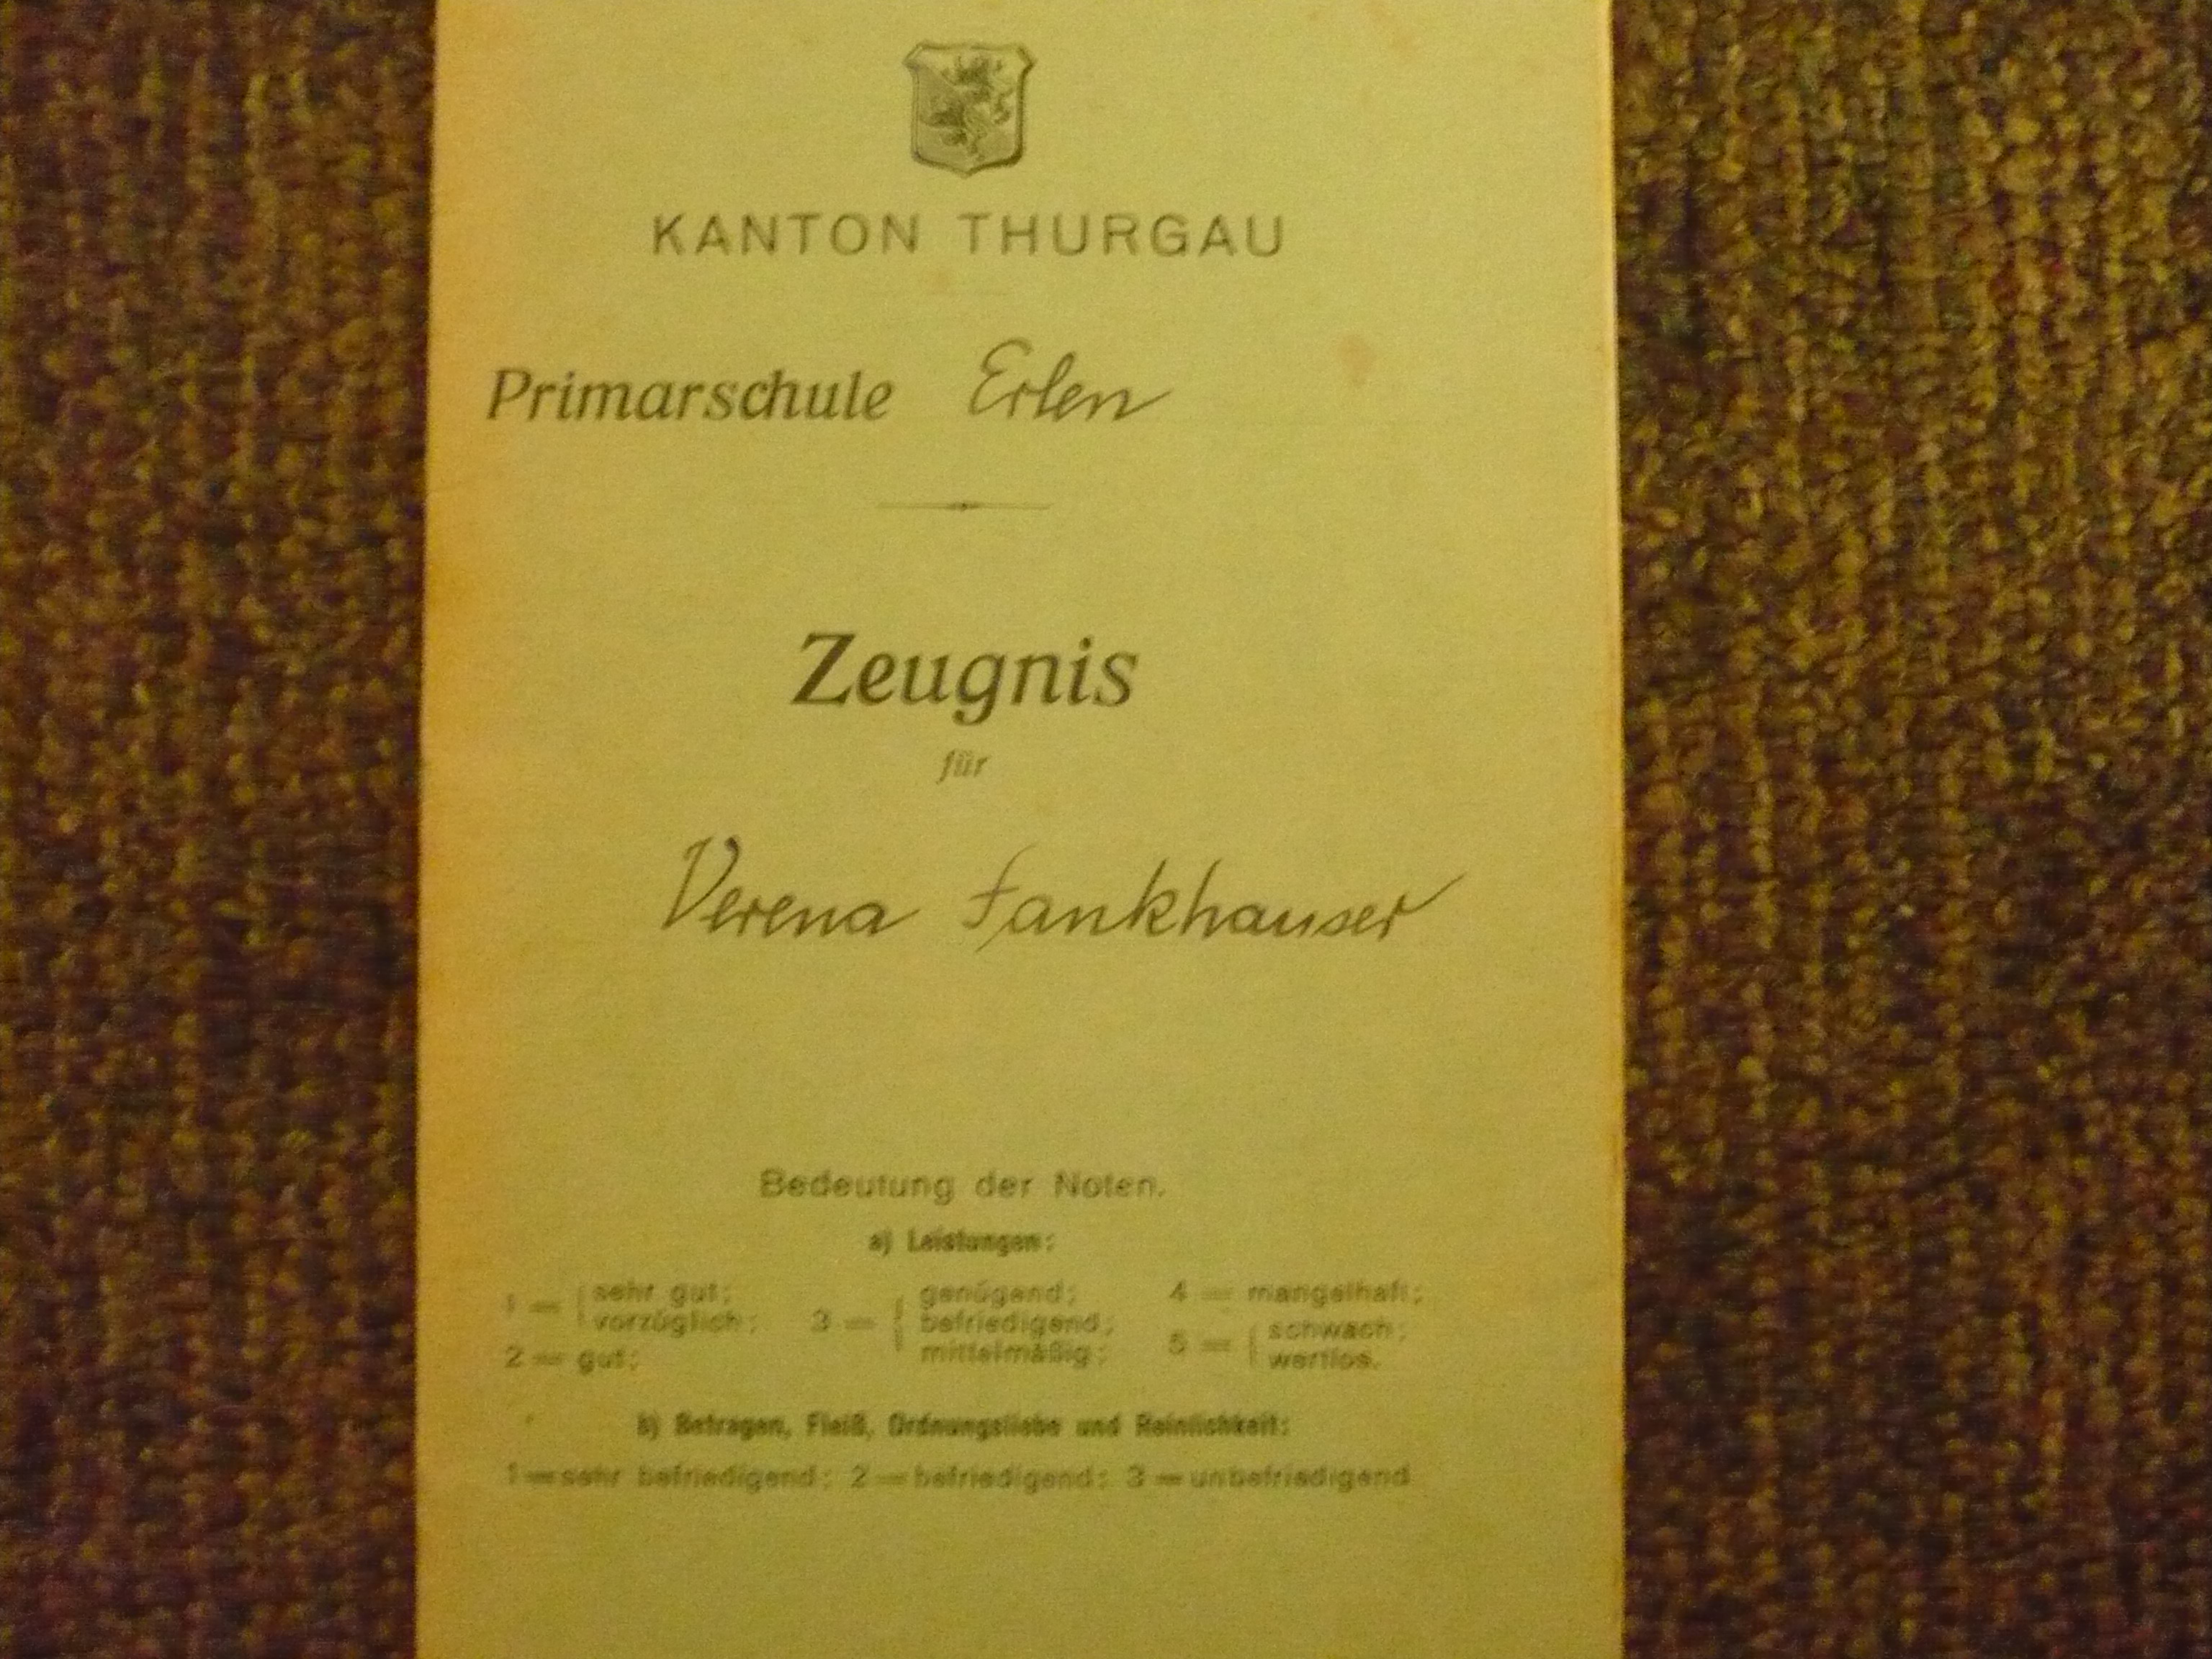 KANTON THURGAU
Primarschule Erlen
Zeugnis
für
Verena Fankhauser
Bedeutung der Noten.
a) Leistungen:
1 = sehr gut; vorzüglich;
2 = gut;
3 = genügend; befriedigend; mittelmäßig;
4 = mangelhaft;
5 = schwach; wertlos.
b) Betragen, Fleiß, Ordnungsliebe und Reinlichkeit:
1 = sehr befriedigend; 2 = befriedigend; 3 = unbefriedigend